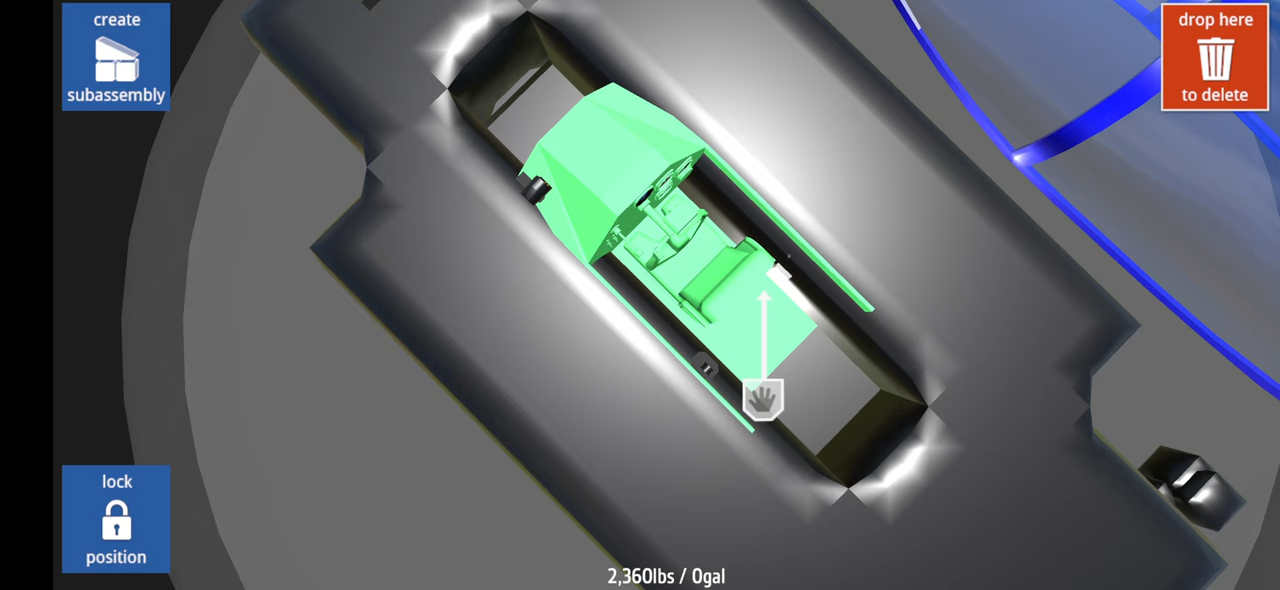 create
subassembly
drop here
to delete
lock
position
2,360lbs / 0gal